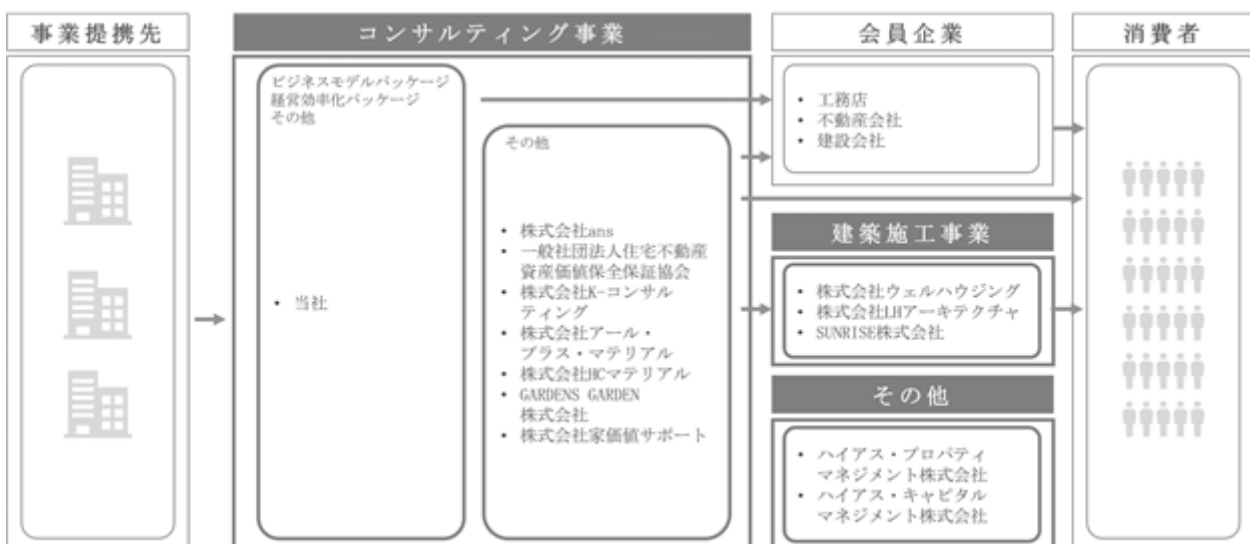 事業提携先
コンサルティング事業
ビジネスモデルパッケージ
経営効率化パッケージ
その他
・ 当社
その他
・ 株式会社ans
・ 一般社団法人住宅不動産
資産価値保全保証協会
・ 株式会社K-コンサル
ティング
・ 株式会社アール・
プラス・マテリアル
・ 株式会社HCマテリアル
・ GARDENS GARDEN
株式会社
・ 株式会社家価値サポート
会員企業
・ 工務店
・ 不動産会社
・ 建設会社
建築施工事業
・ 株式会社ウェルハウジング
・ 株式会社LHアーキテクチャ
・ SUNRISE株式会社
その他
・ ハイアス・プロパティ
マネジメント株式会社
・ ハイアス・キャピタル
マネジメント株式会社
消費者